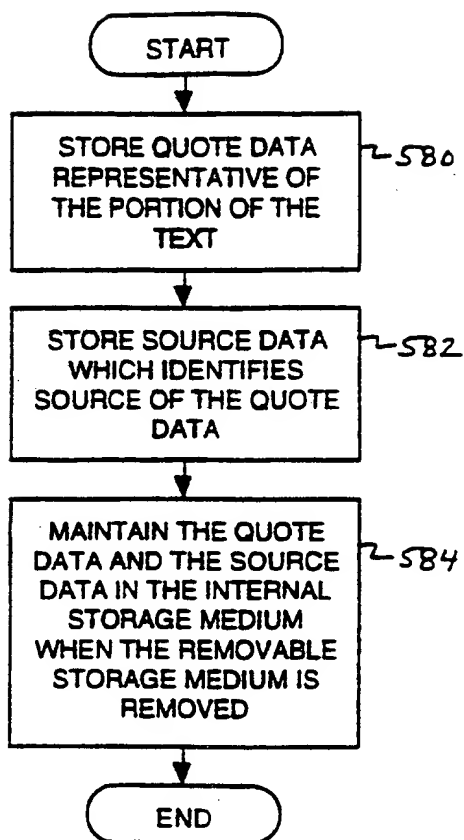 START
STORE QUOTE DATA
REPRESENTATIVE OF
THE PORTION OF THE
TEXT
580
STORE SOURCE DATA
WHICH IDENTIFIES
SOURCE OF THE QUOTE
DATA
582
MAINTAIN THE QUOTE
DATA AND THE SOURCE
DATA IN THE INTERNAL
STORAGE MEDIUM
WHEN THE REMOVABLE
STORAGE MEDIUM IS
REMOVED
584
END